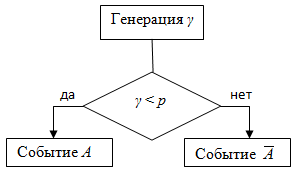 Генерация γ
да
γ < p
нет
Событие A
Событие A̅